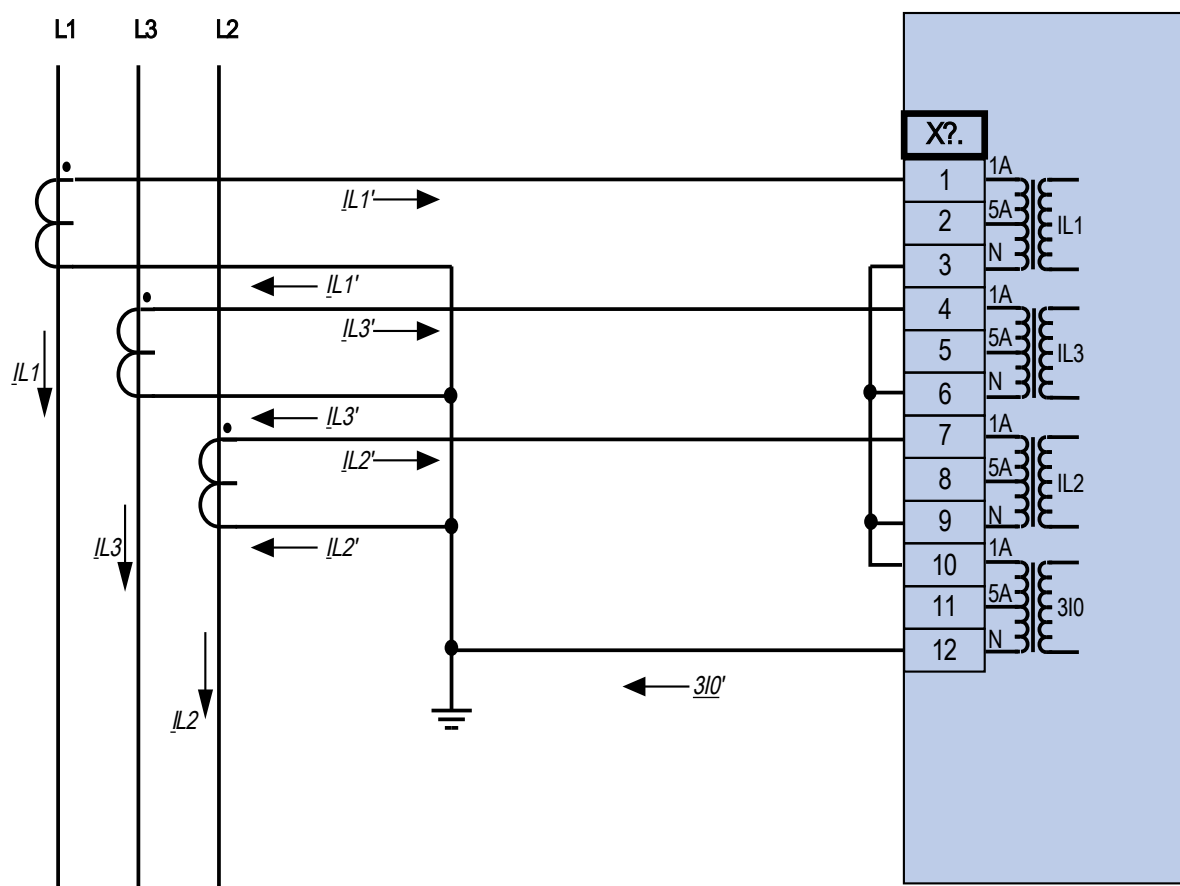 L1 L3 L2
X?.
1 1A
IL1'
2 5A IL1
3 N
IL1'
4 1A
IL3'
5 5A IL3
IL1
6 N
IL3'
7 1A
IL2'
8 5A IL2
9 N
IL3 IL2'
10 1A
11 5A 3I0
12 N
3I0'
IL2